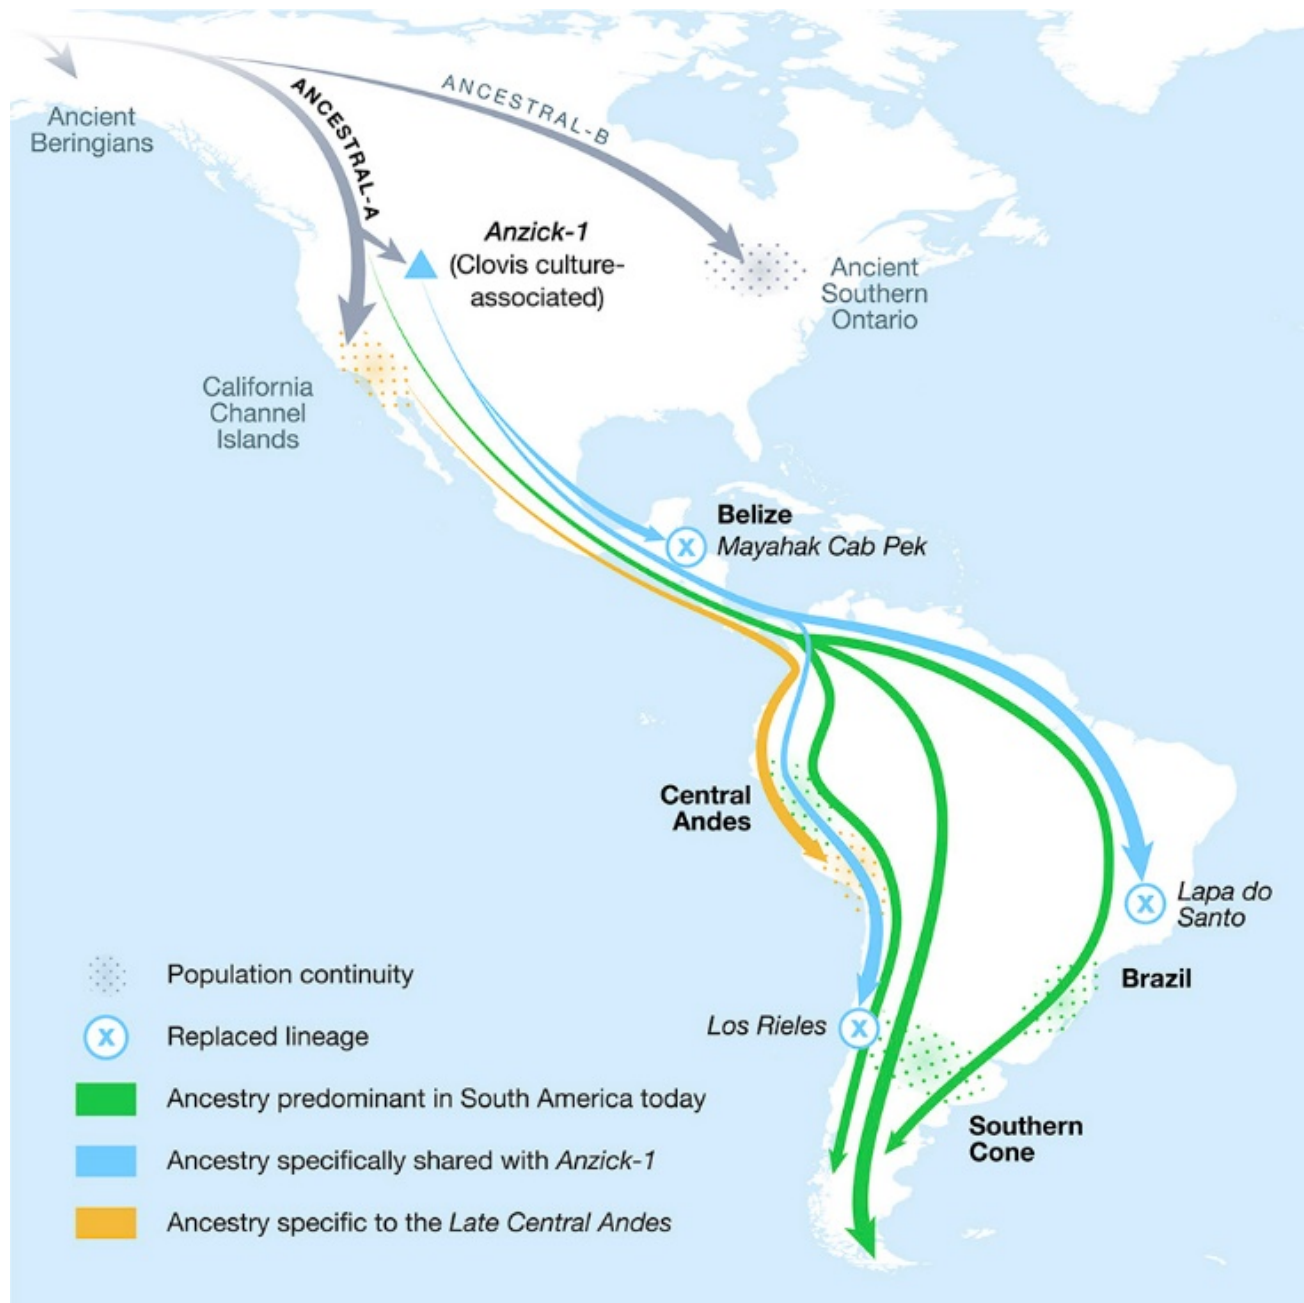 Ancient
Beringians
ANCESTRAL-A
ANCESTRAL-B
Anzick-1
(Clovis culture-
associated)
Ancient
Southern
Ontario
California
Channel
Islands
Belize
Mayahak Cab Pek
X
Central
Andes
X
Lapa do
Santo
Brazil
Los Rieles
X
Southern
Cone
Population continuity
X
Replaced lineage
Ancestry predominant in South America today
Ancestry specifically shared with Anzick-1
Ancestry specific to the Late Central Andes